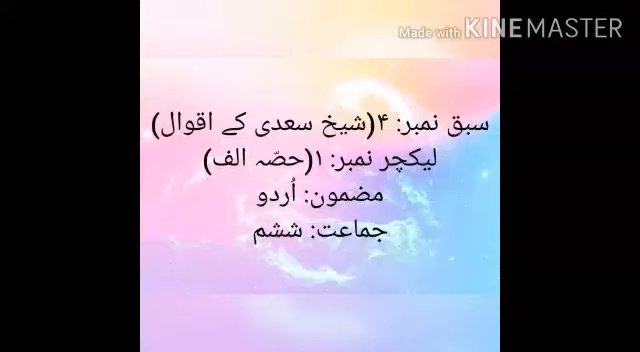 Made with KINEMASTER
سبق نمبر: ۴(شیخ سعدی کے اقوال)
لیکچر نمبر: ۱(حصّہ الف)
مضمون: اُردو
جماعت: ششم